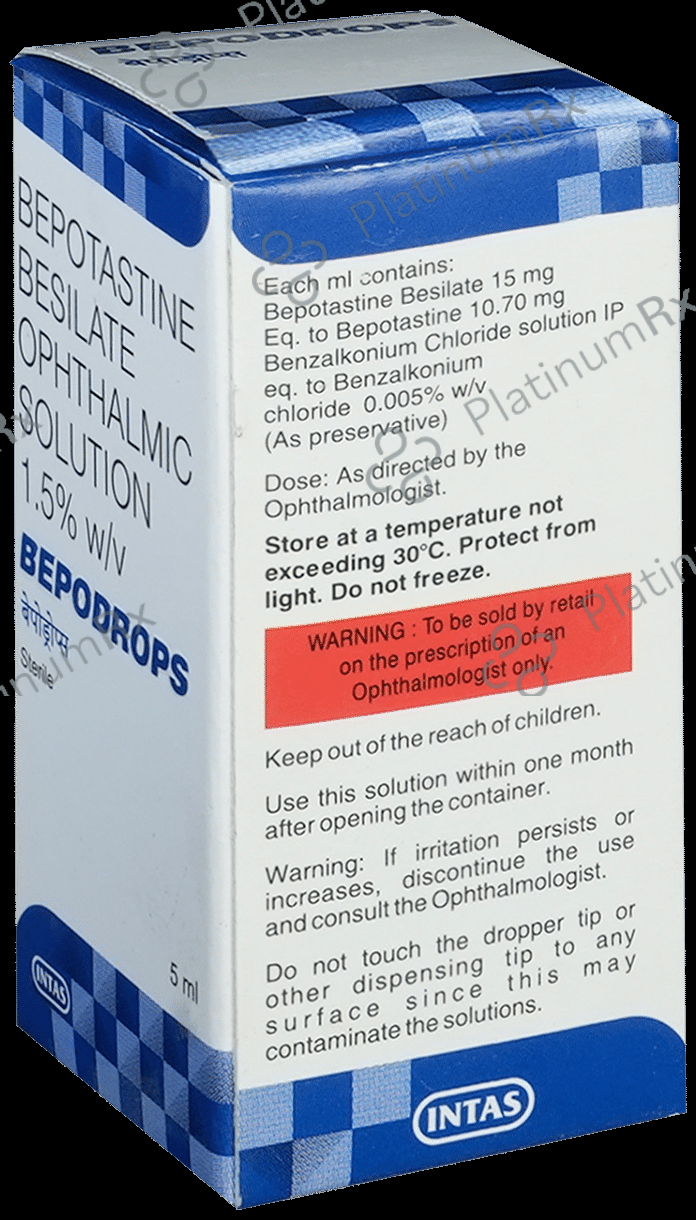 BEPODROPS
बेपोड्रॉप्स
BEPOTASTINE
BESILATE
OPHTHALMIC
SOLUTION
1.5% w/v
BEPODROPS
बेपोड्रॉप्स
Sterile
5 ml
INTAS
Each ml contains:
Bepotastine Besilate 15 mg
Eq. to Bepotastine 10.70 mg
Benzalkonium Chloride solution IP
eq. to Benzalkonium
chloride 0.005% w/v
(As preservative)
Dose: As directed by the
Ophthalmologist.
Store at a temperature not
exceeding 30°C. Protect from
light. Do not freeze.
WARNING : To be sold by retail
on the prescription of an
Ophthalmologist only.
Keep out of the reach of children.
Use this solution within one month
after opening the container.
Warning: If irritation persists or
increases, discontinue the use
and consult the Ophthalmologist.
Do not touch the dropper tip or
other dispensing tip to any
surface since this may
contaminate the solutions.
INTAS
PlatinumRx
PlatinumRx
PlatinumRx